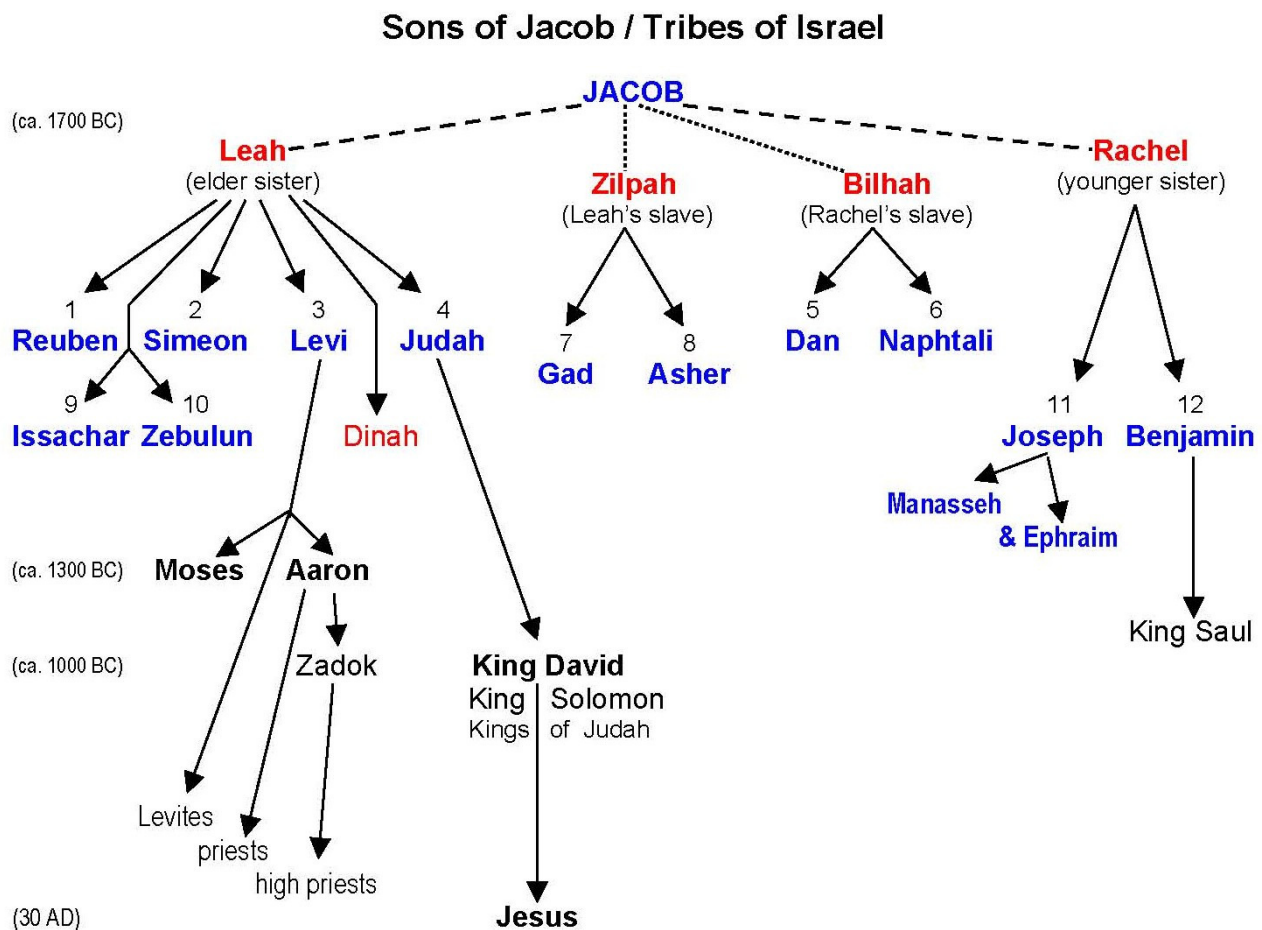 Sons of Jacob / Tribes of Israel
JACOB
(ca. 1700 BC)
Leah
(elder sister)
Zilpah
(Leah's slave)
Bilhah
(Rachel's slave)
Rachel
(younger sister)
1
Reuben
2
Simeon
3
Levi
4
Judah
7
Gad
8
Asher
5
Dan
6
Naphtali
9
Issachar
10
Zebulun
Dinah
11
Joseph
12
Benjamin
Manasseh
& Ephraim
(ca. 1300 BC)
Moses
Aaron
King Saul
(ca. 1000 BC)
Zadok
King David
King Solomon
Kings of Judah
Levites
priests
high priests
(30 AD)
Jesus